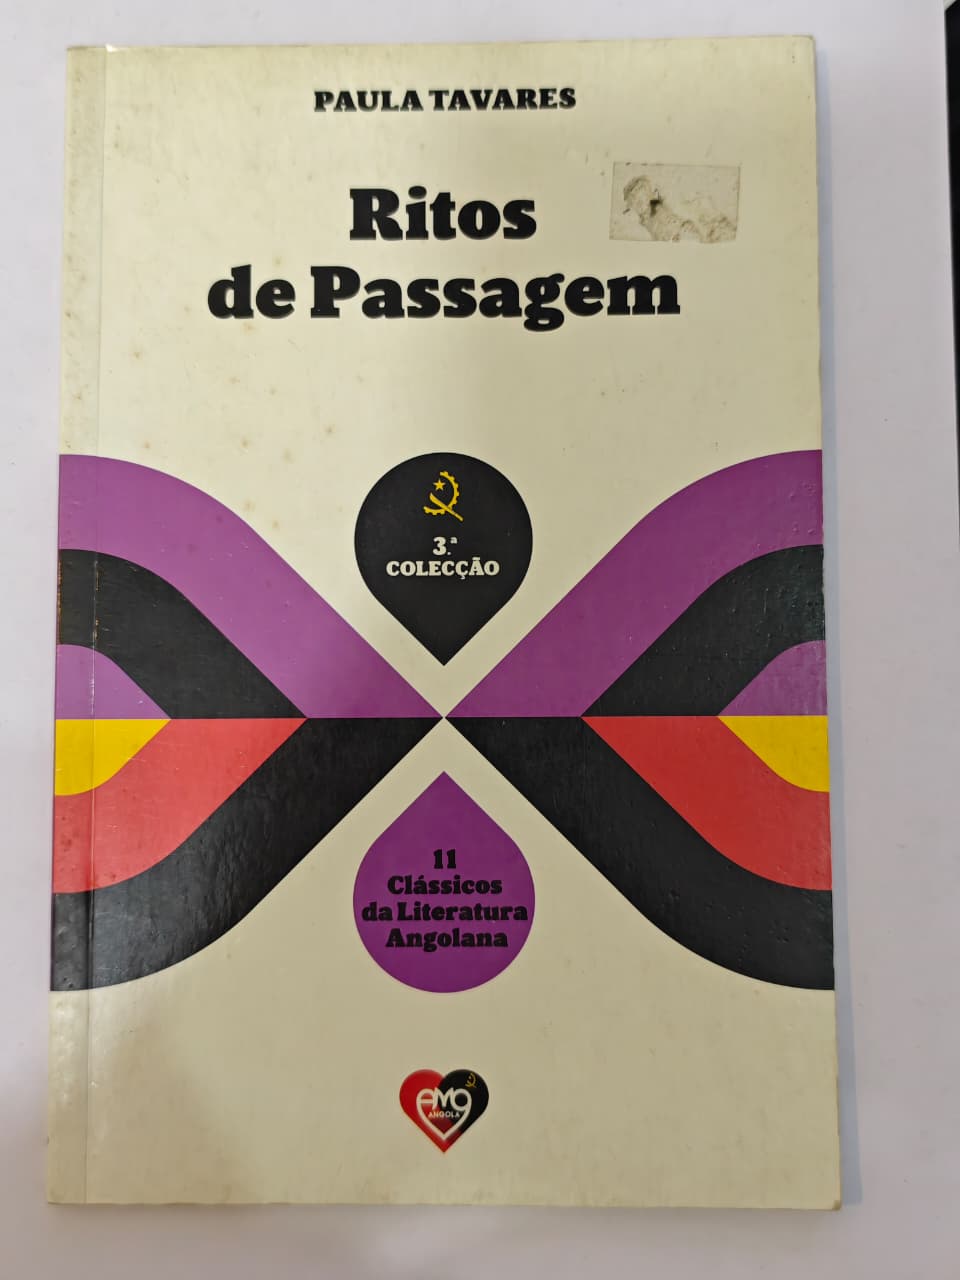 PAULA TAVARES
Ritos
de Passagem
3.ª
COLECÇÃO
11
Clássicos
da Literatura
Angolana
AMO
ANGOLA